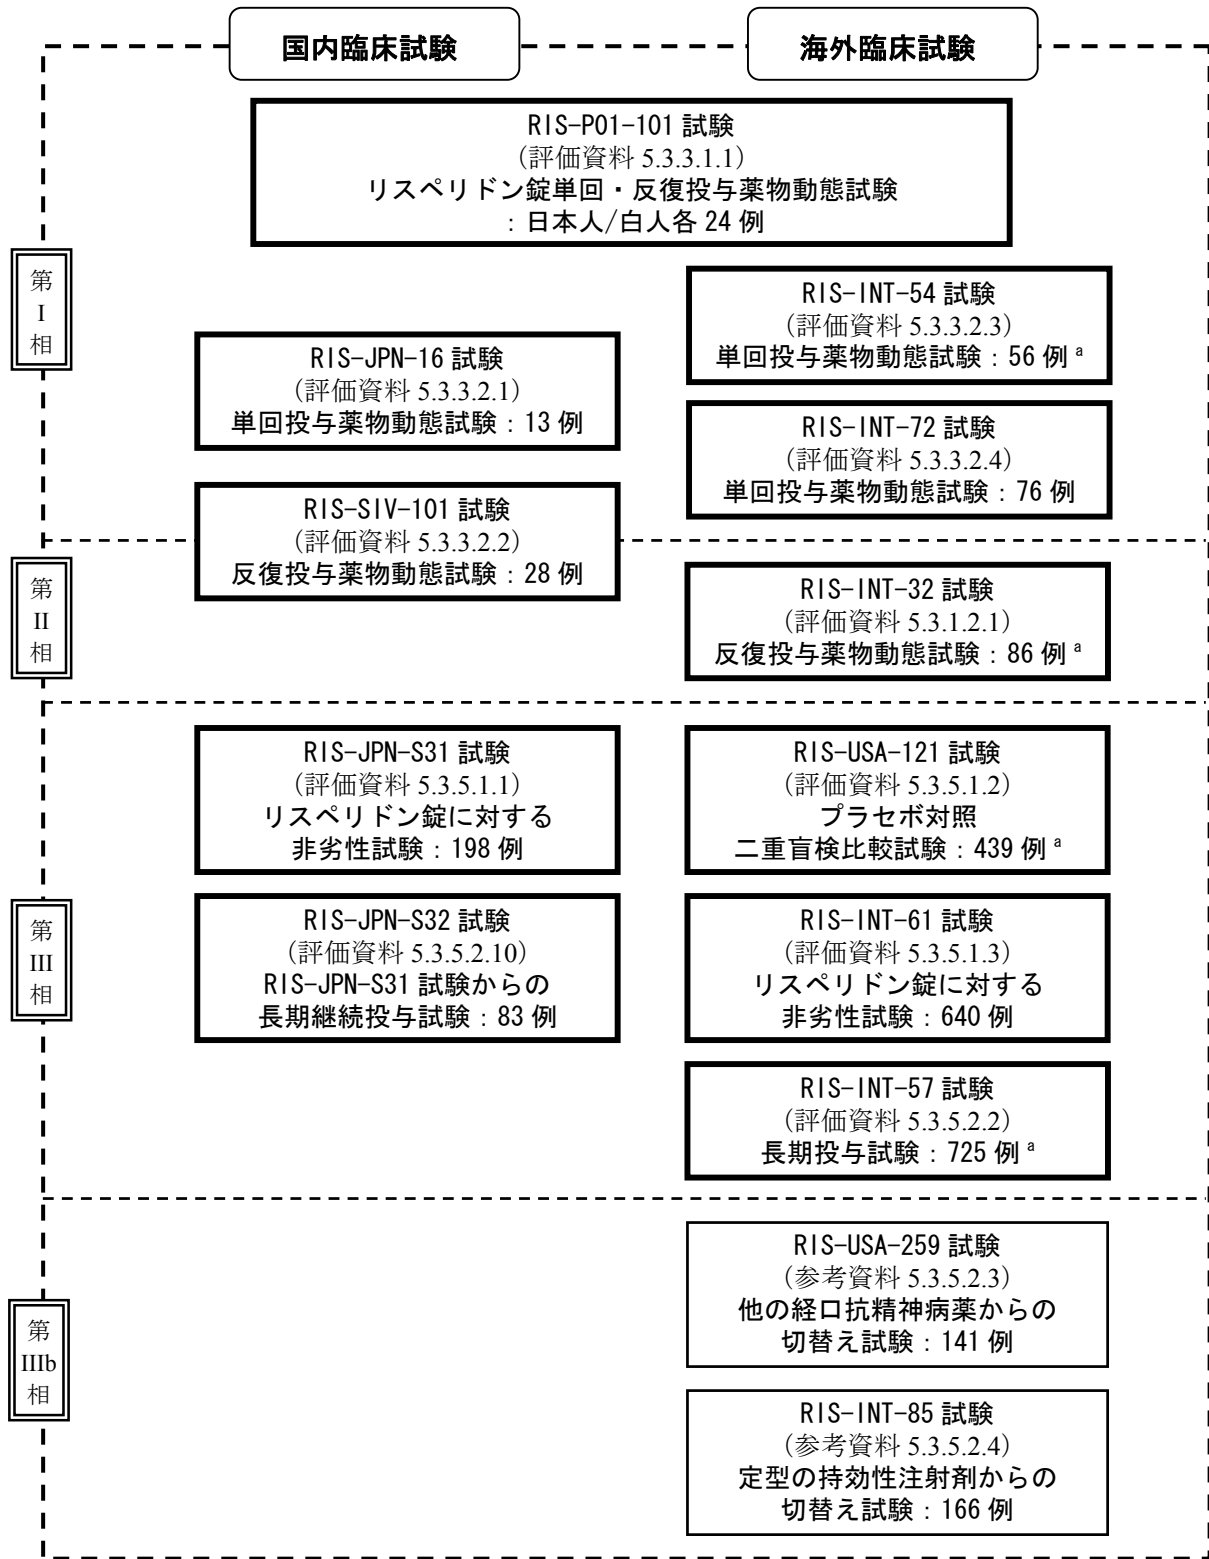 国内臨床試験
海外臨床試験
RIS-P01-101 試験
（評価資料 5.3.3.1.1）
リスペリドン錠単回・反復投与薬物動態試験
：日本人/白人各 24 例
第
I
相
RIS-INT-54 試験
（評価資料 5.3.3.2.3）
単回投与薬物動態試験：56 例 a
RIS-JPN-16 試験
（評価資料 5.3.3.2.1）
単回投与薬物動態試験：13 例
RIS-INT-72 試験
（評価資料 5.3.3.2.4）
単回投与薬物動態試験：76 例
RIS-SIV-101 試験
（評価資料 5.3.3.2.2）
反復投与薬物動態試験：28 例
第
II
相
RIS-INT-32 試験
（評価資料 5.3.1.2.1）
反復投与薬物動態試験：86 例 a
RIS-JPN-S31 試験
（評価資料 5.3.5.1.1）
リスペリドン錠に対する
非劣性試験：198 例
RIS-USA-121 試験
（評価資料 5.3.5.1.2）
プラセボ対照
二重盲検比較試験：439 例 a
第
III
相
RIS-JPN-S32 試験
（評価資料 5.3.5.2.10）
RIS-JPN-S31 試験からの
長期継続投与試験：83 例
RIS-INT-61 試験
（評価資料 5.3.5.1.3）
リスペリドン錠に対する
非劣性試験：640 例
RIS-INT-57 試験
（評価資料 5.3.5.2.2）
長期投与試験：725 例 a
第
IIIb
相
RIS-USA-259 試験
（参考資料 5.3.5.2.3）
他の経口抗精神病薬からの
切替え試験：141 例
RIS-INT-85 試験
（参考資料 5.3.5.2.4）
定型の持効性注射剤からの
切替え試験：166 例